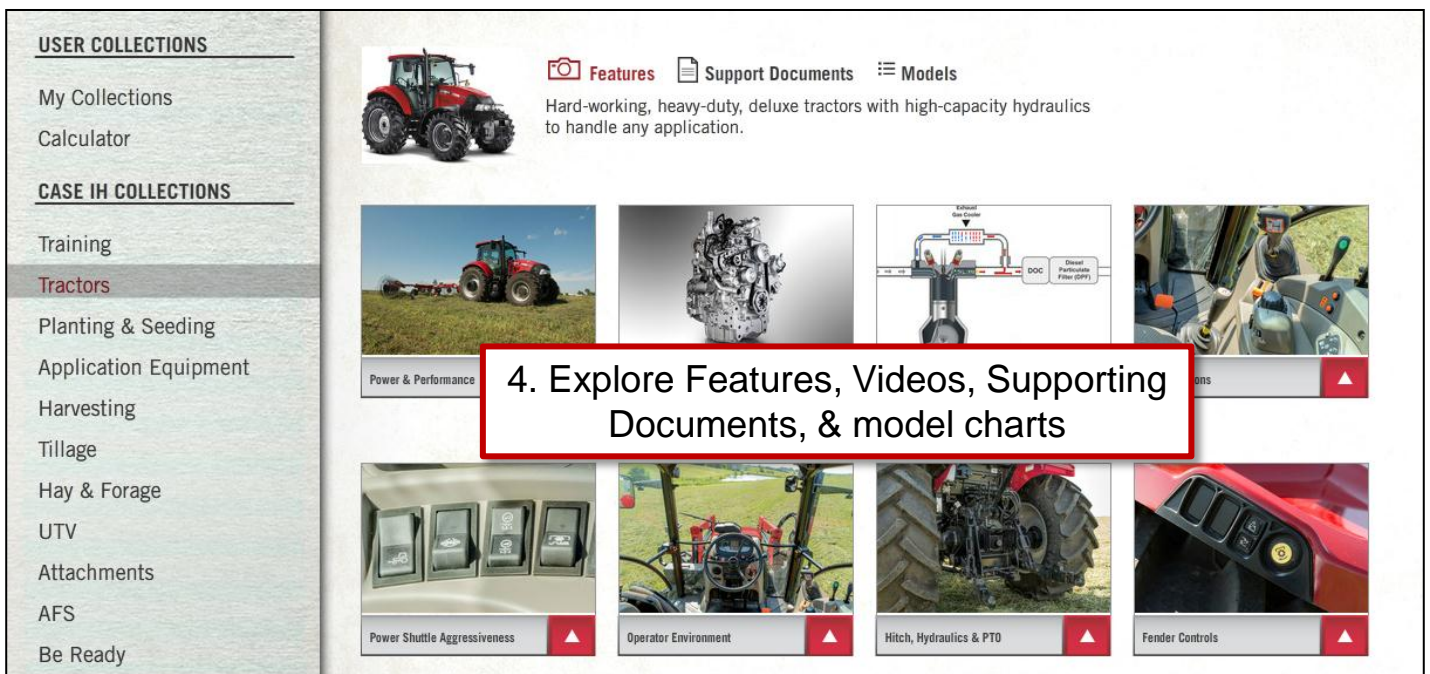 USER COLLECTIONS
My Collections
Calculator
CASE IH COLLECTIONS
Training
Tractors
Planting & Seeding
Application Equipment
Harvesting
Tillage
Hay & Forage
UTV
Attachments
AFS
Be Ready
Features
Support Documents
Models
Hard-working, heavy-duty, deluxe tractors with high-capacity hydraulics
to handle any application.
Exhaust
Gas Cooler
DOC
Diesel
Particulate
Filter (DPF)
Power & Performance
4. Explore Features, Videos, Supporting
Documents, & model charts
Power Shuttle Aggressiveness
Operator Environment
Hitch, Hydraulics & PTO
Fender Controls